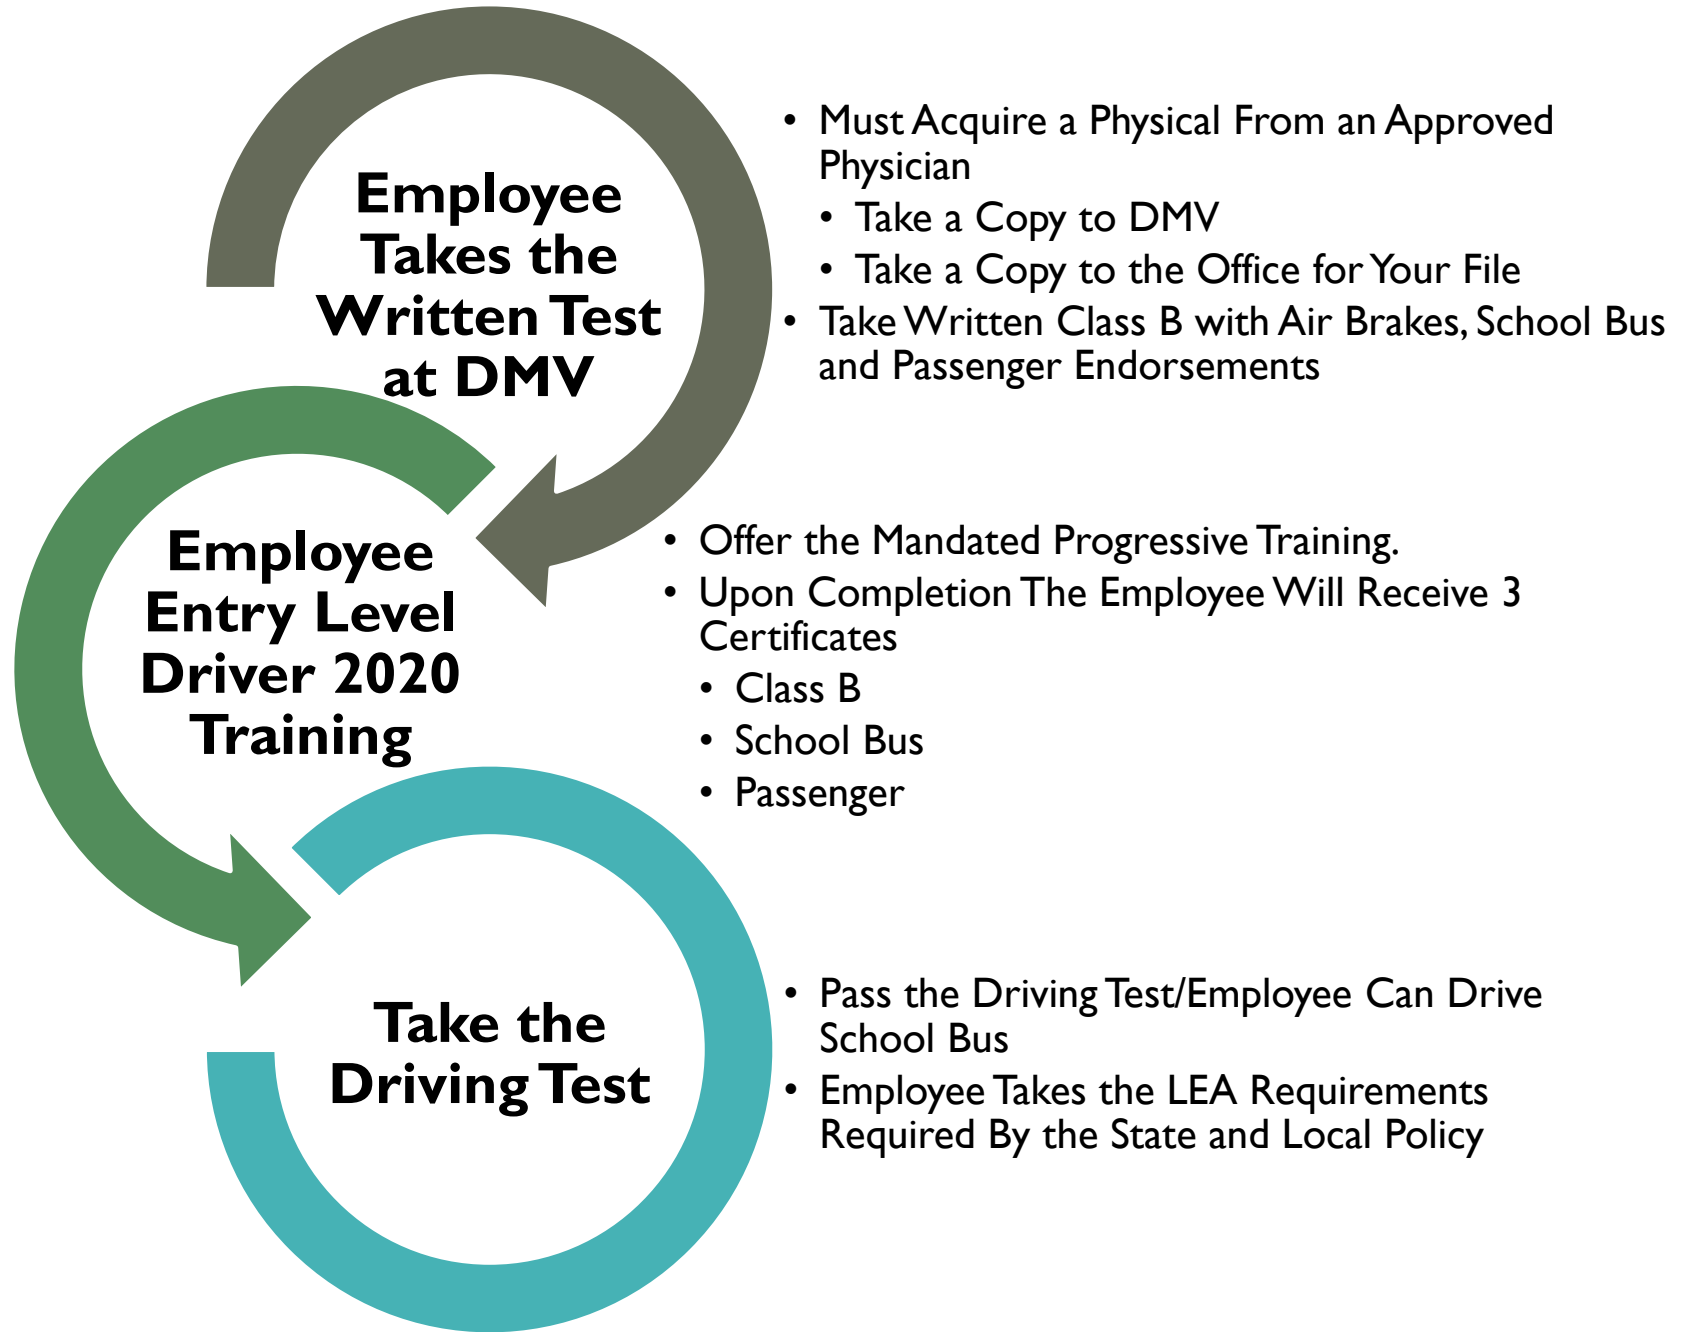 Employee
Takes the
Written Test
at DMV
• Must Acquire a Physical From an Approved
Physician
• Take a Copy to DMV
• Take a Copy to the Office for Your File
• Take Written Class B with Air Brakes, School Bus
and Passenger Endorsements
Employee
Entry Level
Driver 2020
Training
• Offer the Mandated Progressive Training.
• Upon Completion The Employee Will Receive 3
Certificates
• Class B
• School Bus
• Passenger
Take the
Driving Test
• Pass the Driving Test/Employee Can Drive
School Bus
• Employee Takes the LEA Requirements
Required By the State and Local Policy